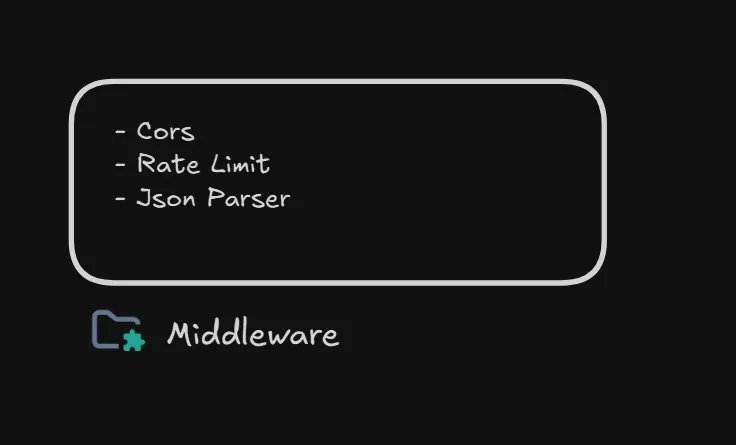 - Cors
- Rate Limit
- Json Parser
Middleware